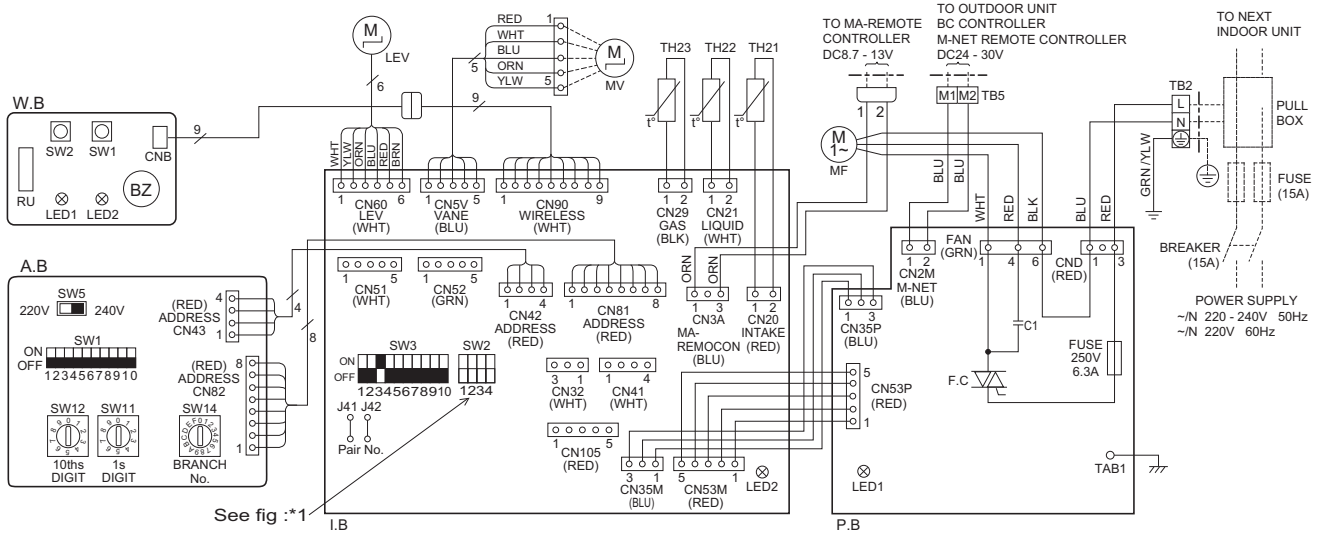 W.B
SW2
SW1
CNB
9
RU
LED1
LED2
BZ
A.B
SW5
220V
240V
SW1
ON
OFF
12345678910
SW12
10ths
DIGIT
SW11
1s
DIGIT
SW14
BRANCH
No.
(RED)
ADDRESS
CN43
4
1
4
(RED)
ADDRESS
CN82
8
1
8
M
LEV
6
9
RED
WHT
BLU
ORN
YLW
1
5
5
M
MV
WHT
YLW
ORN
BLU
RED
BRN
1 6
CN60
LEV
(WHT)
1 5
CN5V
VANE
(BLU)
1 9
CN90
WIRELESS
(WHT)
TH23
TH22
TH21
t°
t°
t°
1 2
CN29
GAS
(BLK)
1 2
CN21
LIQUID
(WHT)
1 5
CN51
(WHT)
1 5
CN52
(GRN)
1 4
CN42
ADDRESS
(RED)
1 8
CN81
ADDRESS
(RED)
ORN
ORN
1 3
CN3A
MA-
REMOCON
(BLU)
1 2
CN20
INTAKE
(RED)
SW3
ON
OFF
12345678910
SW2
1234
3 1
CN32
(WHT)
1 4
CN41
(WHT)
J41 J42
Pair No.
1 5
CN105
(RED)
3 1
CN35M
(BLU)
5 1
CN53M
(RED)
LED2
See fig :*1
I.B
TO MA-REMOTE
CONTROLLER
DC8.7 - 13V
1 2
TO OUTDOOR UNIT
BC CONTROLLER
M-NET REMOTE CONTROLLER
DC24 - 30V
M1 M2 TB5
M
1~
MF
BLU
BLU
WHT
RED
BLK
BLU
RED
1 2
CN2M
M-NET
(BLU)
FAN
(GRN)
1 4 6
CND
(RED)
1 3
1 3
CN35P
(BLU)
5
CN53P
(RED)
1
C1
F.C
FUSE
250V
6.3A
LED1
TAB1
P.B
TO NEXT
INDOOR UNIT
TB2
L
N
GRN/YLW
PULL
BOX
FUSE
(15A)
BREAKER
(15A)
POWER SUPPLY
~/N 220 - 240V 50Hz
~/N 220V 60Hz